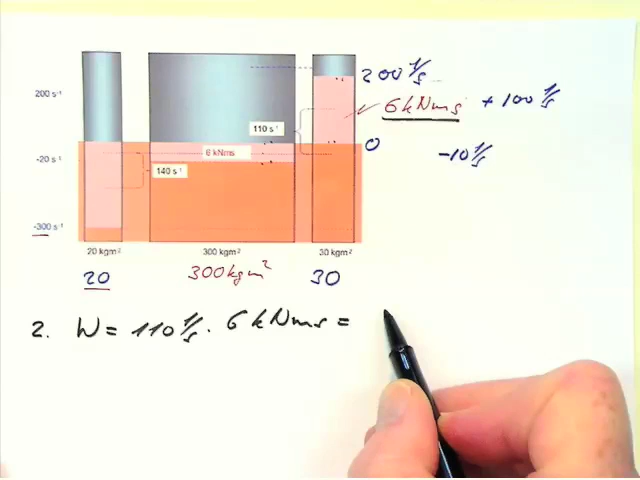 200 1/s
200 s⁻¹
6 kNms
+100 1/s
110 s⁻¹
0
-20 s⁻¹
6 kNms
-10 1/s
140 s⁻¹
-300 s⁻¹
20 kgm² 300 kgm² 30 kgm²
20 300 kgm² 30
2. W = 110 1/s · 6 kNms =